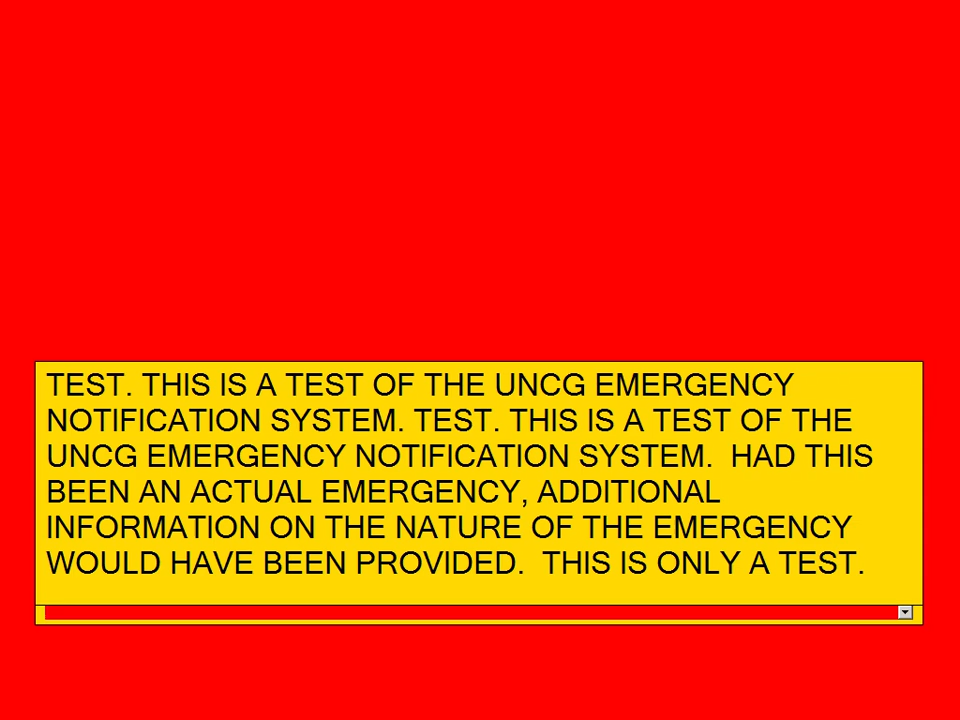 TEST. THIS IS A TEST OF THE UNCG EMERGENCY
NOTIFICATION SYSTEM. TEST. THIS IS A TEST OF THE
UNCG EMERGENCY NOTIFICATION SYSTEM.  HAD THIS
BEEN AN ACTUAL EMERGENCY, ADDITIONAL
INFORMATION ON THE NATURE OF THE EMERGENCY
WOULD HAVE BEEN PROVIDED.  THIS IS ONLY A TEST.